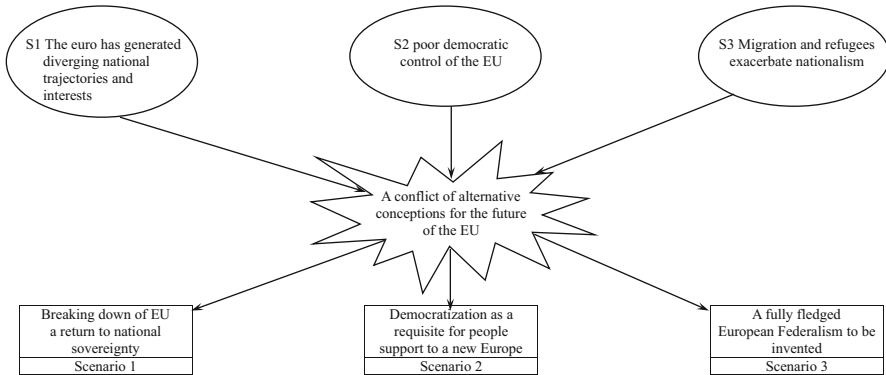 S1 The euro has generated
diverging national
trajectories and
interests
S2 poor democratic
control of the EU
S3 Migration and refugees
exacerbate nationalism
A conflict of alternative
conceptions for the future
of the EU
Breaking down of EU
a return to national
sovereignty
Scenario 1
Democratization as a
requisite for people
support to a new Europe
Scenario 2
A fully fledged
European Federalism to be
invented
Scenario 3